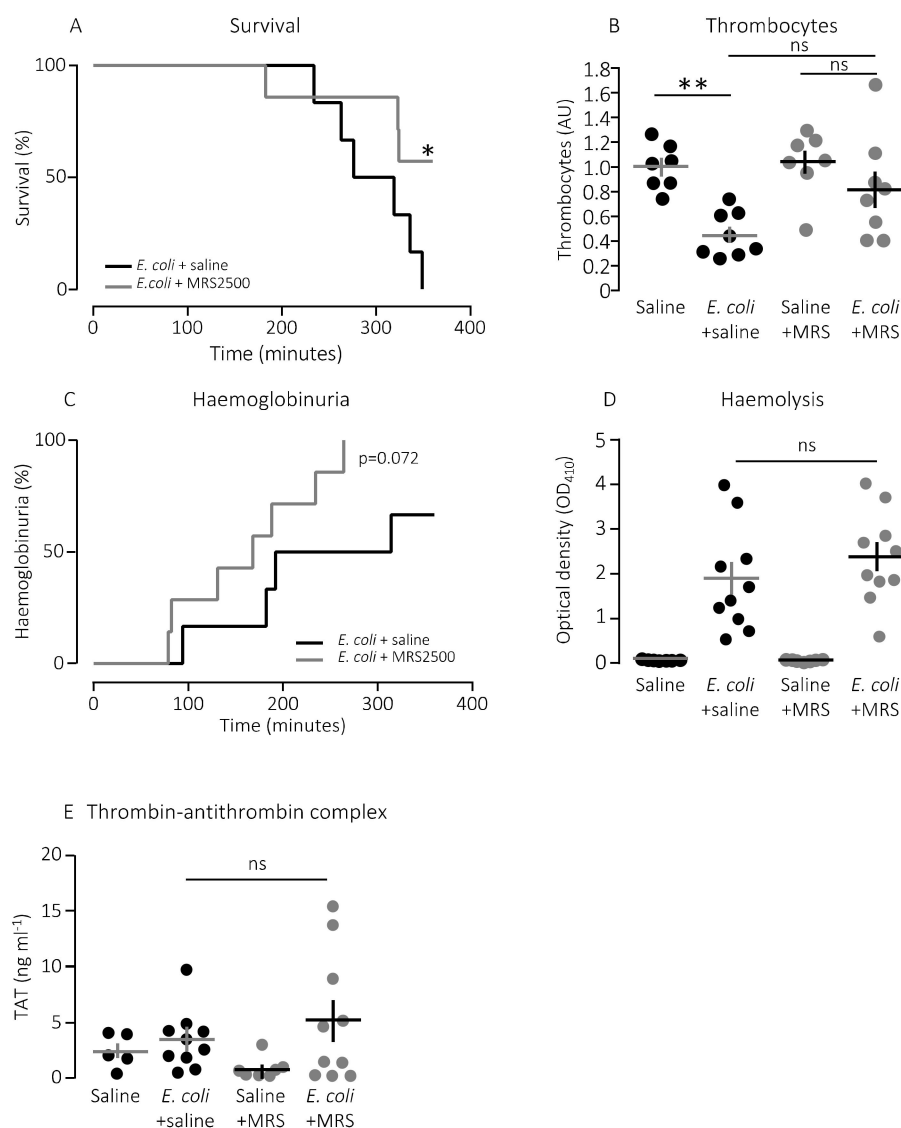 A Survival
100
50
0
Survival (%)
*
E. coli + saline
E.coli + MRS2500
0 100 200 300 400
Time (minutes)
B Thrombocytes
ns
ns
**
1.8
1.6
1.4
1.2
1.0
0.8
0.6
0.4
0.2
0
Thrombocytes (AU)
Saline E. coli Saline E. coli
+saline +MRS +MRS
C Haemoglobinuria
100
50
0
Haemoglobinuria (%)
p=0.072
E. coli + saline
E. coli + MRS2500
0 100 200 300 400
Time (minutes)
D Haemolysis
ns
5
4
3
2
1
0
Optical density (OD410)
Saline E. coli Saline E. coli
+saline +MRS +MRS
E Thrombin-antithrombin complex
ns
20
15
10
5
0
TAT (ng ml-1)
Saline E. coli Saline E. coli
+saline +MRS +MRS